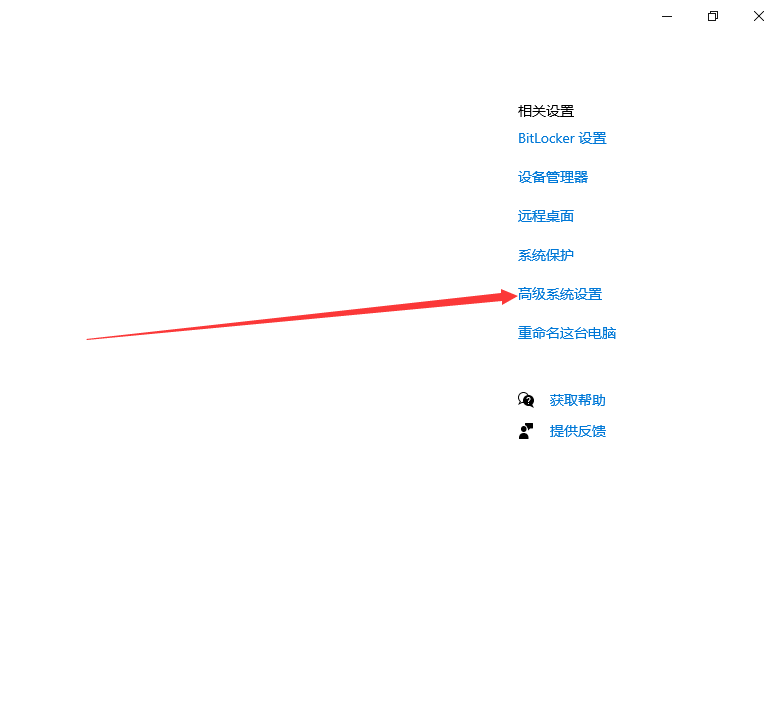 相关设置
BitLocker 设置
设备管理器
远程桌面
系统保护
高级系统设置
重命名这台电脑
获取帮助
提供反馈